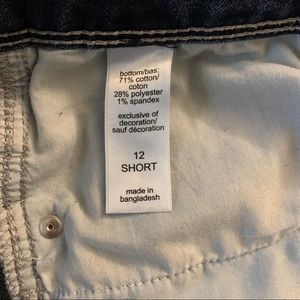 bottom/bas:
71% cotton/
coton
28% polyester
1% spandex
exclusive of
decoration/
sauf décoration
12
SHORT
made in
bangladesh